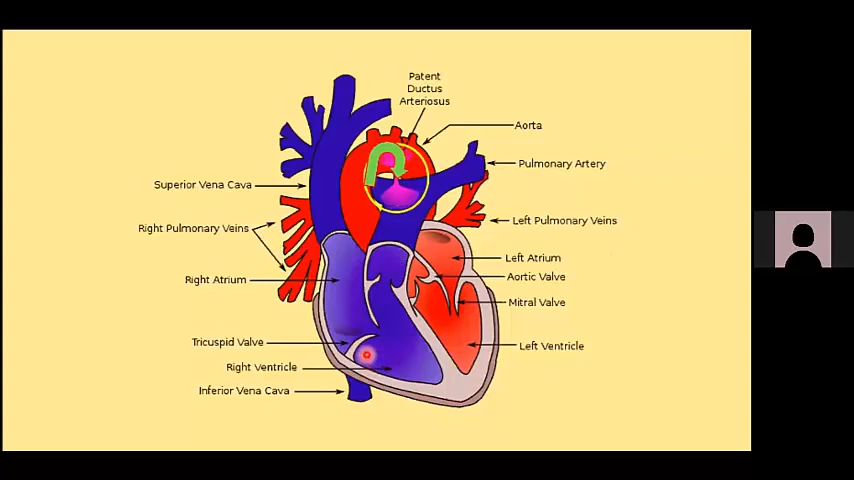 Patent
Ductus
Arteriosus
Aorta
Pulmonary Artery
Superior Vena Cava
Left Pulmonary Veins
Right Pulmonary Veins
Left Atrium
Aortic Valve
Right Atrium
Mitral Valve
Tricuspid Valve
Left Ventricle
Right Ventricle
Inferior Vena Cava